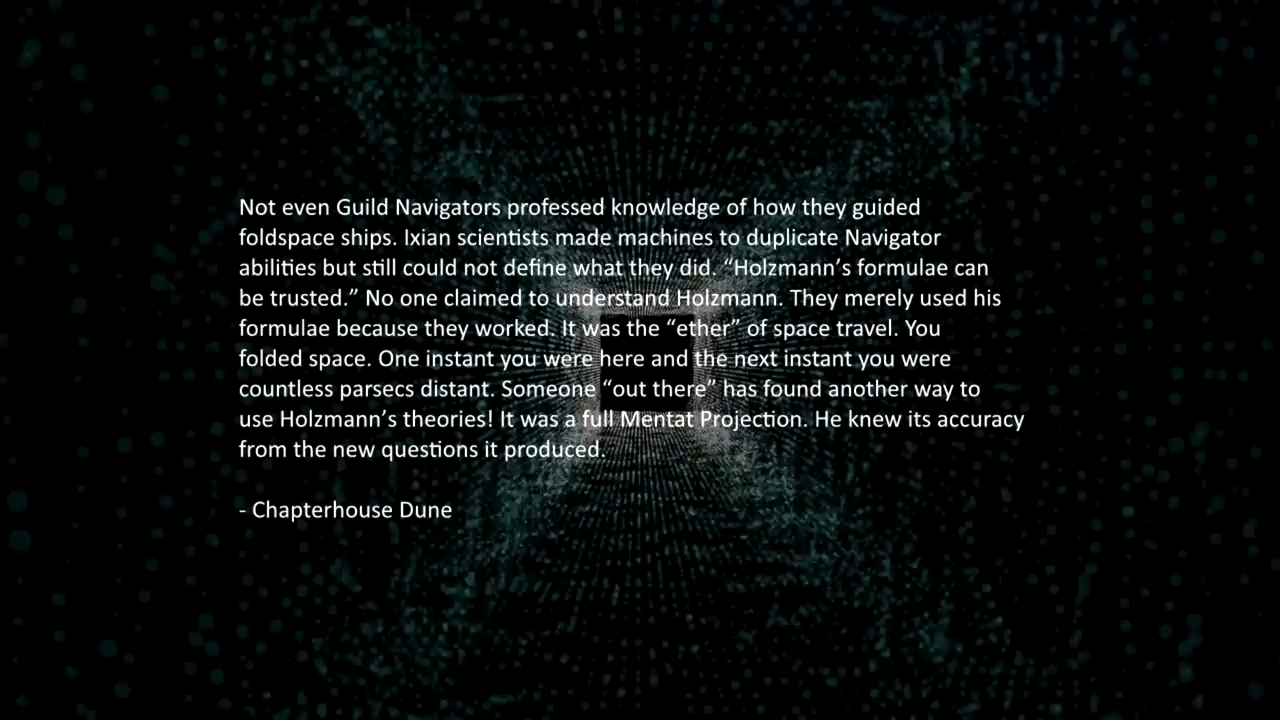 Not even Guild Navigators professed knowledge of how they guided
foldspace ships. Ixian scientists made machines to duplicate Navigator
abilities but still could not define what they did. “Holzmann’s formulae can
be trusted.” No one claimed to understand Holzmann. They merely used his
formulae because they worked. It was the “ether” of space travel. You
folded space. One instant you were here and the next instant you were
countless parsecs distant. Someone “out there” has found another way to
use Holzmann’s theories! It was a full Mentat Projection. He knew its accuracy
from the new questions it produced.
- Chapterhouse Dune